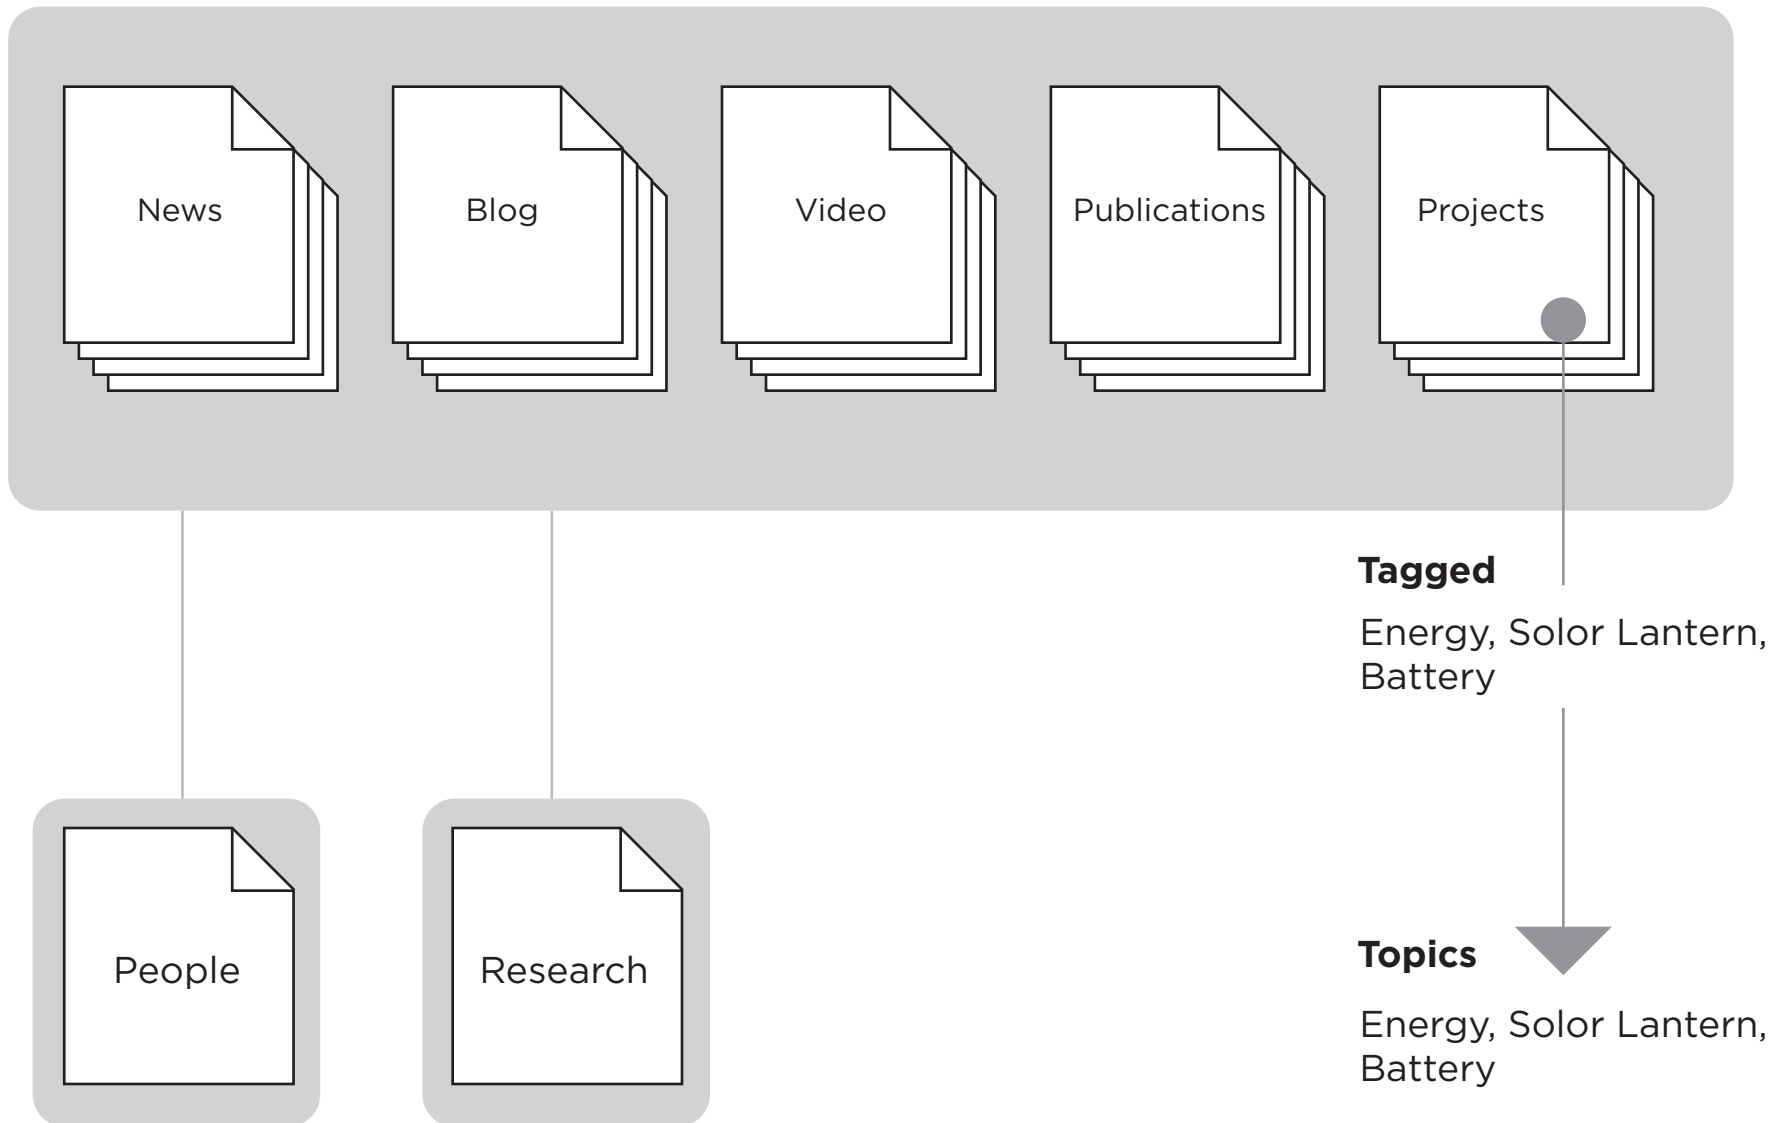 News
Blog
Video
Publications
Projects
Tagged
Energy, Solor Lantern,
Battery
People
Research
Topics
Energy, Solor Lantern,
Battery